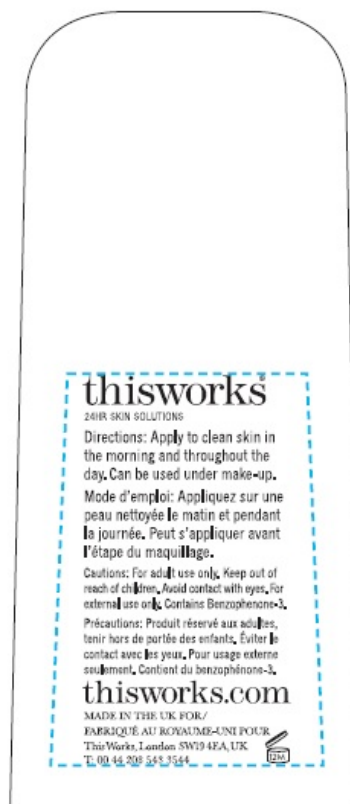 thisworks®
24HR SKIN SOLUTIONS
Directions: Apply to clean skin in
the morning and throughout the
day. Can be used under make-up.
Mode d'emploi: Appliquez sur une
peau nettoyée le matin et pendant
la journée. Peut s'appliquer avant
l'étape du maquillage.
Cautions: For adult use only. Keep out of
reach of children. Avoid contact with eyes. For
external use only. Contains Benzophenone-3.
Précautions: Produit réservé aux adultes,
tenir hors de portée des enfants. Éviter le
contact avec les yeux. Pour usage externe
seulement. Contient du benzophénone-3.
thisworks.com
MADE IN THE UK FOR/
FABRIQUÉ AU ROYAUME-UNI POUR
This Works, London SW19 4EA, UK
T: 00 44 208 543 3544
12M